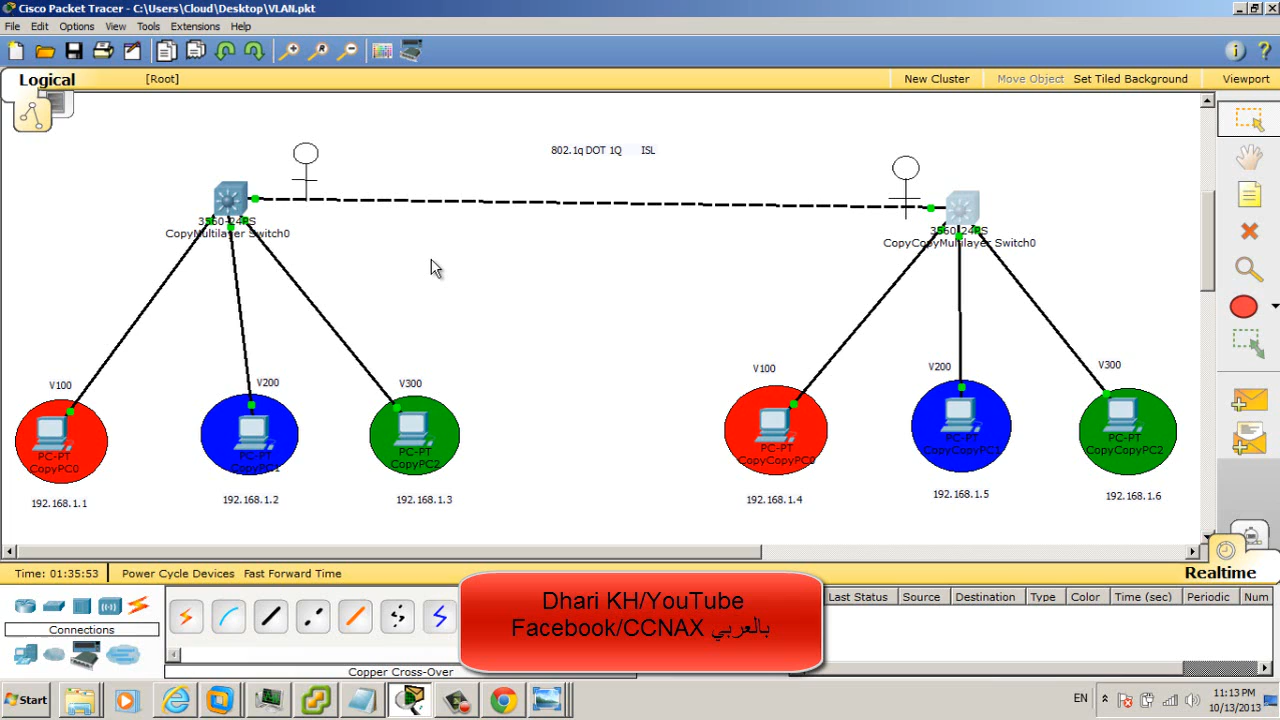 Cisco Packet Tracer - C:\Users\Cloud\Desktop\VLAN.pkt
File Edit Options View Tools Extensions Help
Logical
[Root]
New Cluster
Move Object
Set Tiled Background
Viewport
802.1q DOT 1Q ISL
3560-24PS
CopyMultilayer Switch0
3560-24PS
CopyCopyMultilayer Switch0
V100
V200
V300
V100
V200
V300
PC-PT
CopyPC0
PC-PT
CopyPC1
PC-PT
CopyPC2
PC-PT
CopyCopyPC0
PC-PT
CopyCopyPC1
PC-PT
CopyCopyPC2
192.168.1.1
192.168.1.2
192.168.1.3
192.168.1.4
192.168.1.5
192.168.1.6
Time: 01:35:53
Power Cycle Devices Fast Forward Time
Realtime
Connections
Copper Cross-Over
Dhari KH/YouTube
Facebook/CCNAX بالعربي
Last Status Source Destination Type Color Time (sec) Periodic Num
Start
EN
11:13 PM
10/13/2013